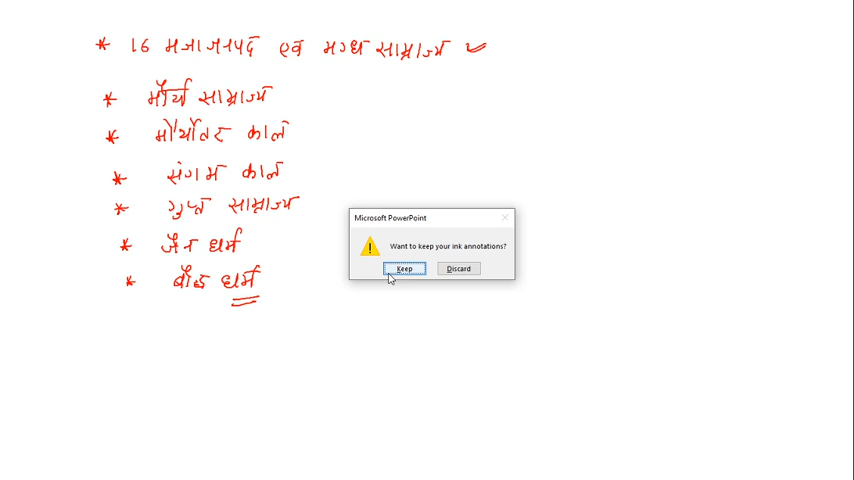 * 16 महाजनपद एवं मगध साम्राज्य
* मौर्य साम्राज्य
* मौर्योत्तर काल
* संगम काल
* गुप्त साम्राज्य
* जैन धर्म
* बौद्ध धर्म
Microsoft PowerPoint
Want to keep your ink annotations?
Keep Discard